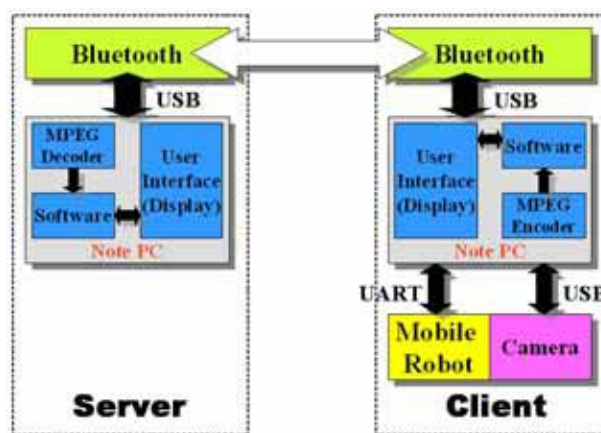 Bluetooth
USB
MPEG
Decoder
User
Interface
(Display)
Software
Note PC
Server
Bluetooth
USB
User
Interface
(Display)
Software
MPEG
Encoder
Note PC
UART
USB
Mobile
Robot
Camera
Client